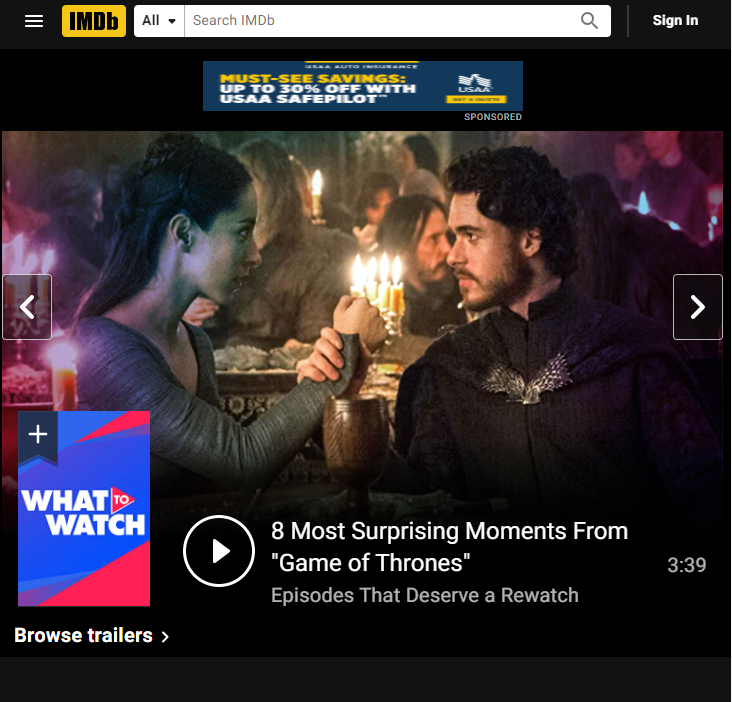 IMDb
All
Search IMDb
Sign In
USAA AUTO INSURANCE
MUST-SEE SAVINGS:
UP TO 30% OFF WITH
USAA SAFEPILOT™
USAA
GET A QUOTE
SPONSORED
WHAT TO WATCH
8 Most Surprising Moments From
"Game of Thrones"
3:39
Episodes That Deserve a Rewatch
Browse trailers